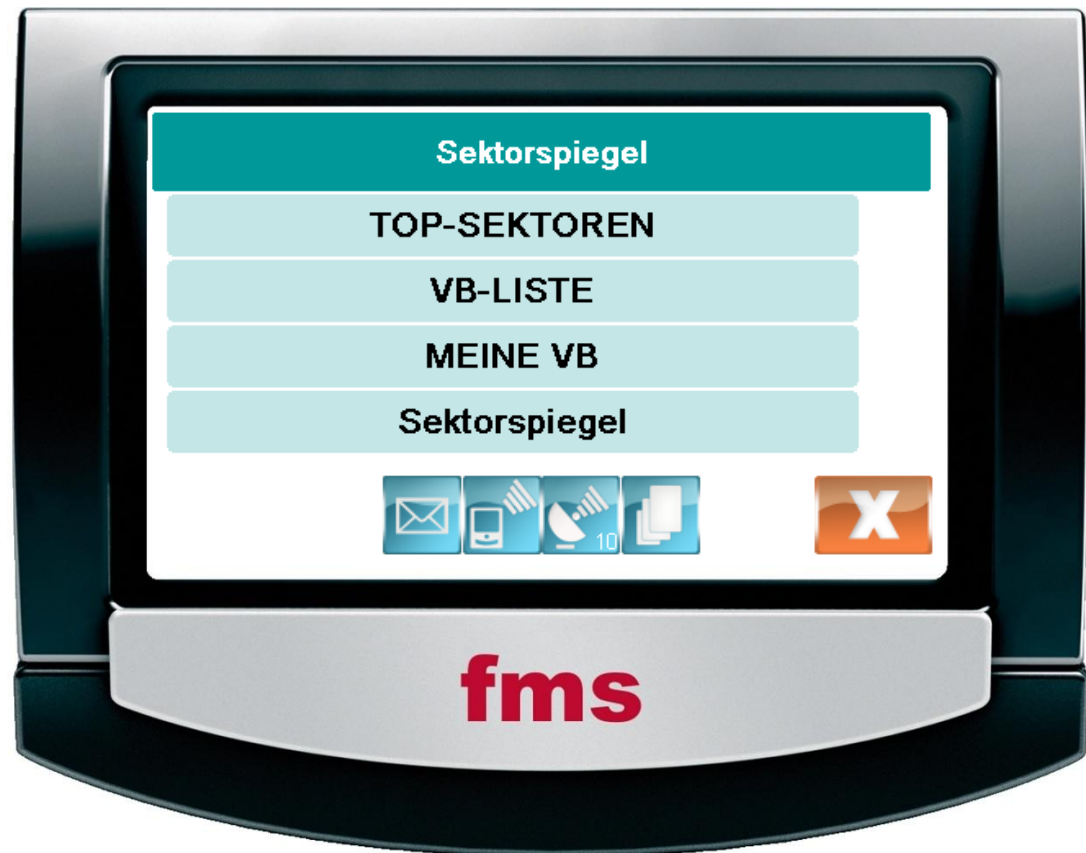 Sektorspiegel
TOP-SEKTOREN
VB-LISTE
MEINE VB
Sektorspiegel
10
X
fms